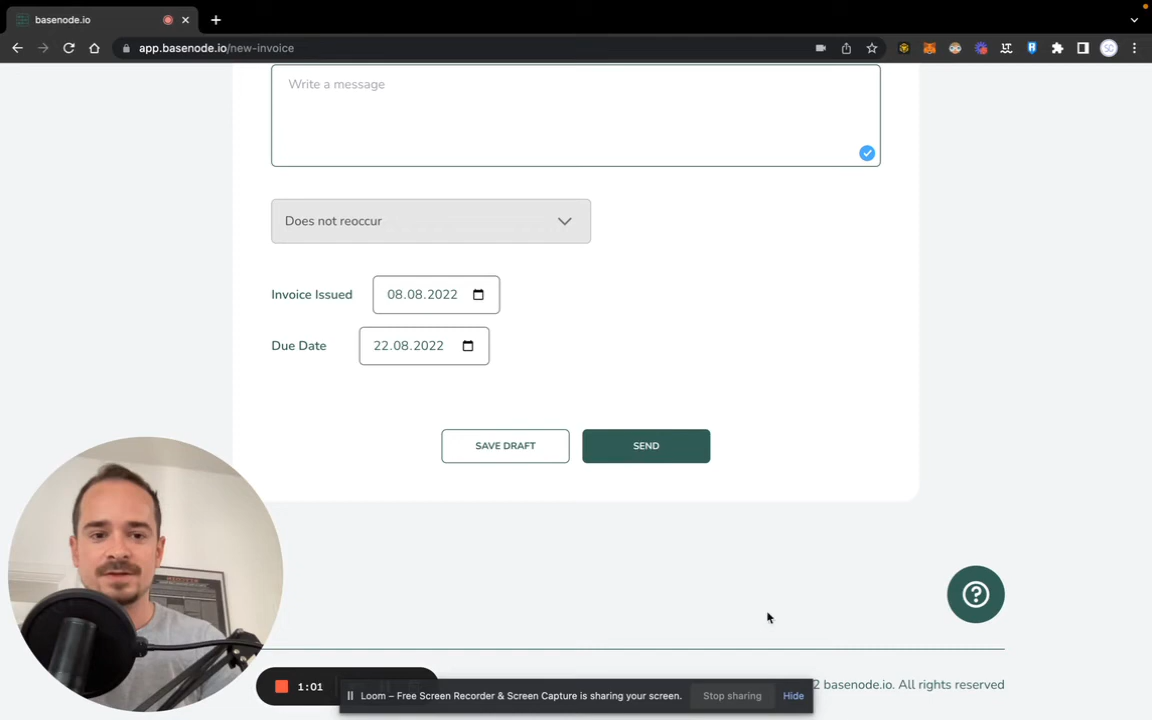 basenode.io
app.basenode.io/new-invoice
Write a message
Does not reoccur
Invoice Issued 08.08.2022
Due Date 22.08.2022
SAVE DRAFT SEND
1:01
Loom – Free Screen Recorder & Screen Capture is sharing your screen. Stop sharing Hide
2 basenode.io. All rights reserved